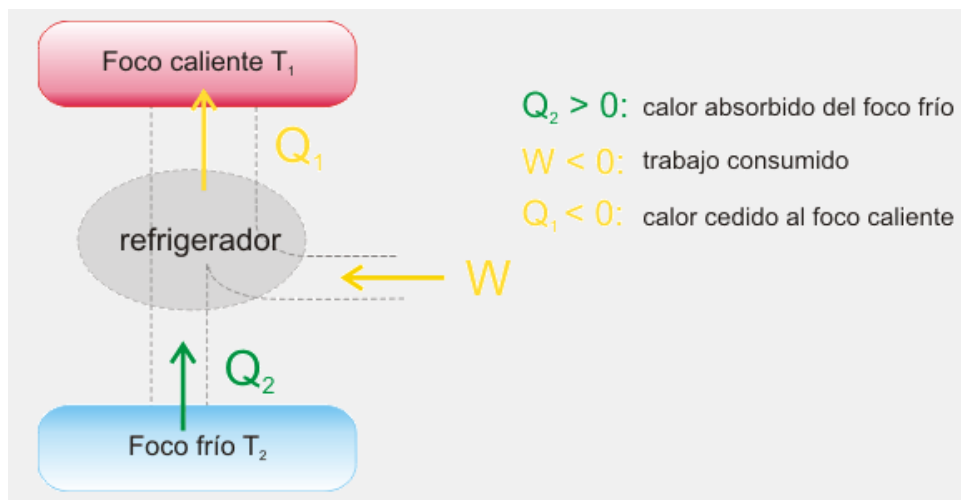 Foco caliente T₁
Q₂ > 0: calor absorbido del foco frío
Q₁
W < 0: trabajo consumido
Q₁ < 0: calor cedido al foco caliente
refrigerador
W
Q₂
Foco frío T₂